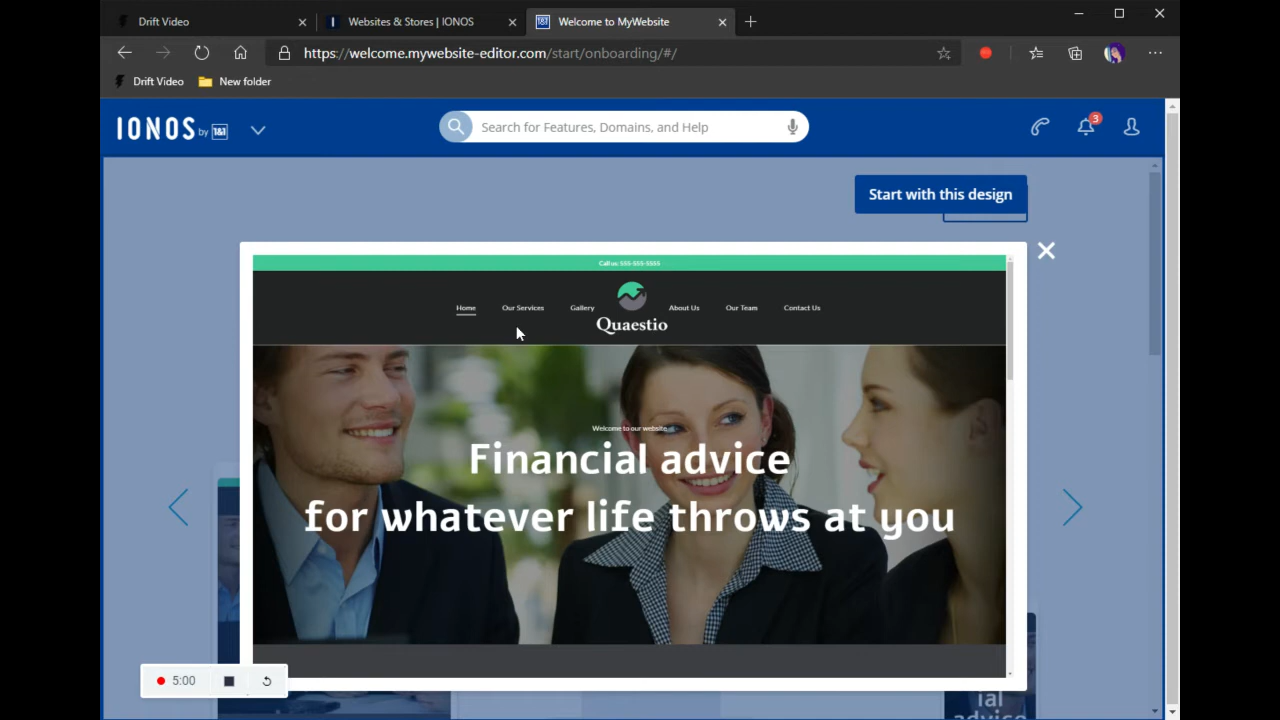 Drift Video
Websites & Stores | IONOS
Welcome to MyWebsite
https://welcome.mywebsite-editor.com/start/onboarding/#/
Drift Video
New folder
IONOS by 1&1
Search for Features, Domains, and Help
3
Start with this design
Call us: 555-555-5555
Home
Our Services
Gallery
Quaestio
About Us
Our Team
Contact Us
Welcome to our website
Financial advice
for whatever life throws at you
5:00
ial
advice